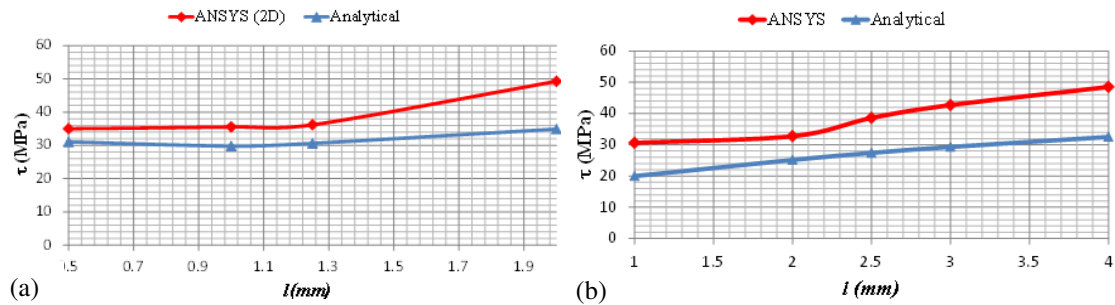 ANSYS (2D) Analytical
60
50
40
30
20
10
0
τ (MPa)
0.5 0.7 0.9 1.1 1.3 1.5 1.7 1.9
l(mm)
(a)
ANSYS Analytical
60
50
40
30
20
10
0
τ (MPa)
1 1.5 2 2.5 3 3.5 4
l (mm)
(b)